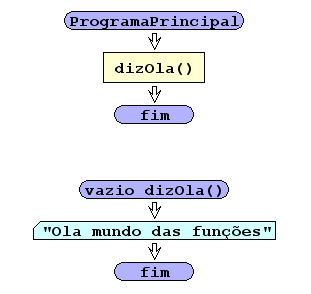 ProgramaPrincipal
dizOla()
fim
vazio dizOla()
"Ola mundo das funções"
fim